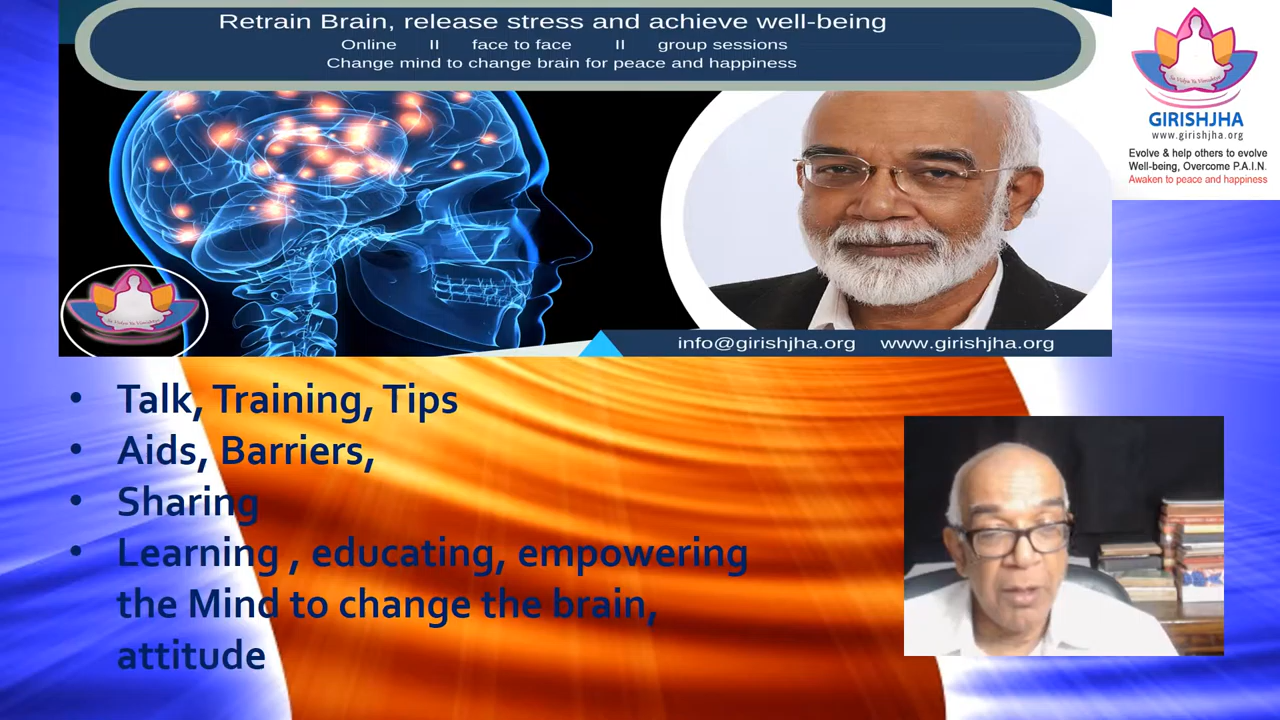 Retrain Brain, release stress and achieve well-being
Online II face to face II group sessions
Change mind to change brain for peace and happiness
GIRISHJHA
www.girishjha.org
Evolve & help others to evolve
Well-being, Overcome P.A.I.N.
Awaken to peace and happiness
info@girishjha.org www.girishjha.org
• Talk, Training, Tips
• Aids, Barriers,
• Sharing
• Learning , educating, empowering
the Mind to change the brain,
attitude